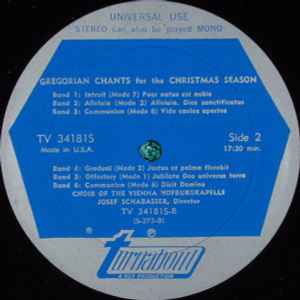 UNIVERSAL USE
STEREO Can also be played MONO
GREGORIAN CHANTS for the CHRISTMAS SEASON
Band 1: Introit (Mode 7) Puer natus est nobis
Band 2: Alleluia (Mode 2) Alleluia. Dies sanctificatus
Band 3: Communion (Mode 6) Vide caelos apertos
TV 34181S
Side 2
Made in U.S.A.
17:30 min.
Band 4: Gradual (Mode 2) Justus ut palma florebit
Band 5: Offertory (Mode 1) Jubilate Deo universa terra
Band 6: Communion (Mode 6) Dicit Dominus
CHOIR OF THE VIENNA HOFBURGKAPELLE
JOSEF SCHABASSER, Director
TV 34181S-B
turnabout
A VOX PRODUCTION